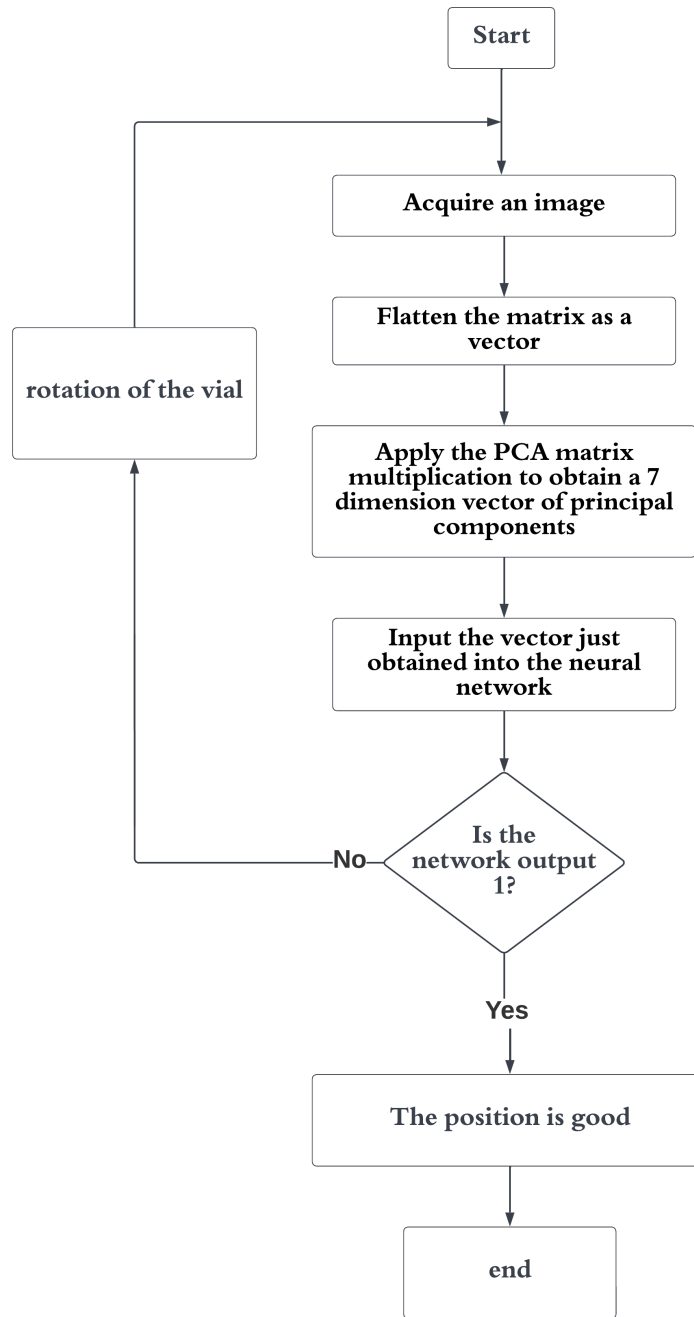 Start
Acquire an image
Flatten the matrix as a
vector
rotation of the vial
Apply the PCA matrix
multiplication to obtain a 7
dimension vector of principal
components
Input the vector just
obtained into the neural
network
Is the
network output
1?
No
Yes
The position is good
end